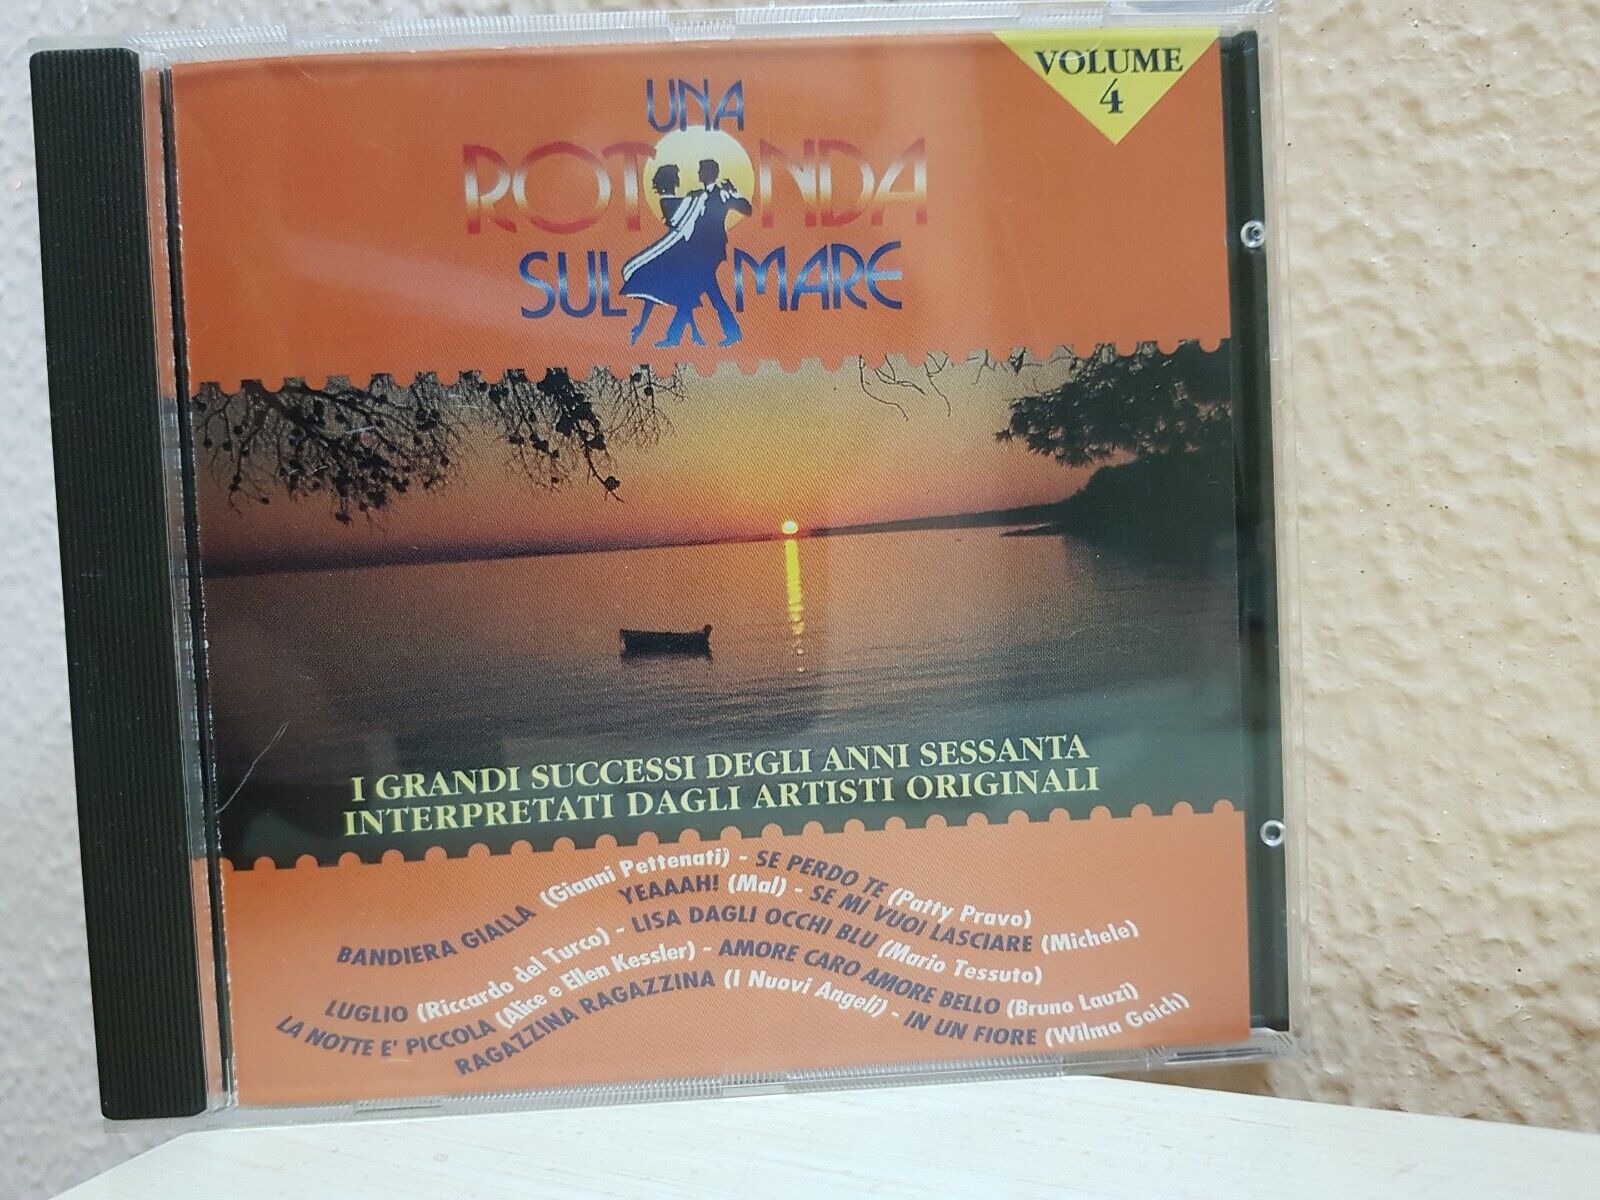 UNA
ROTONDA
SUL MARE
VOLUME
4
I GRANDI SUCCESSI DEGLI ANNI SESSANTA
INTERPRETATI DAGLI ARTISTI ORIGINALI
BANDIERA GIALLA (Gianni Pettenati) - SE PERDO TE (Patty Pravo)
YEAAAH! (Mal) - SE MI VUOI LASCIARE (Michele)
LUGLIO (Riccardo del Turco) - LISA DAGLI OCCHI BLU (Mario Tessuto)
LA NOTTE E' PICCOLA (Alice e Ellen Kessler) - AMORE CARO AMORE BELLO (Bruno Lauzi)
RAGAZZINA RAGAZZINA (I Nuovi Angeli) - IN UN FIORE (Wilma Goich)